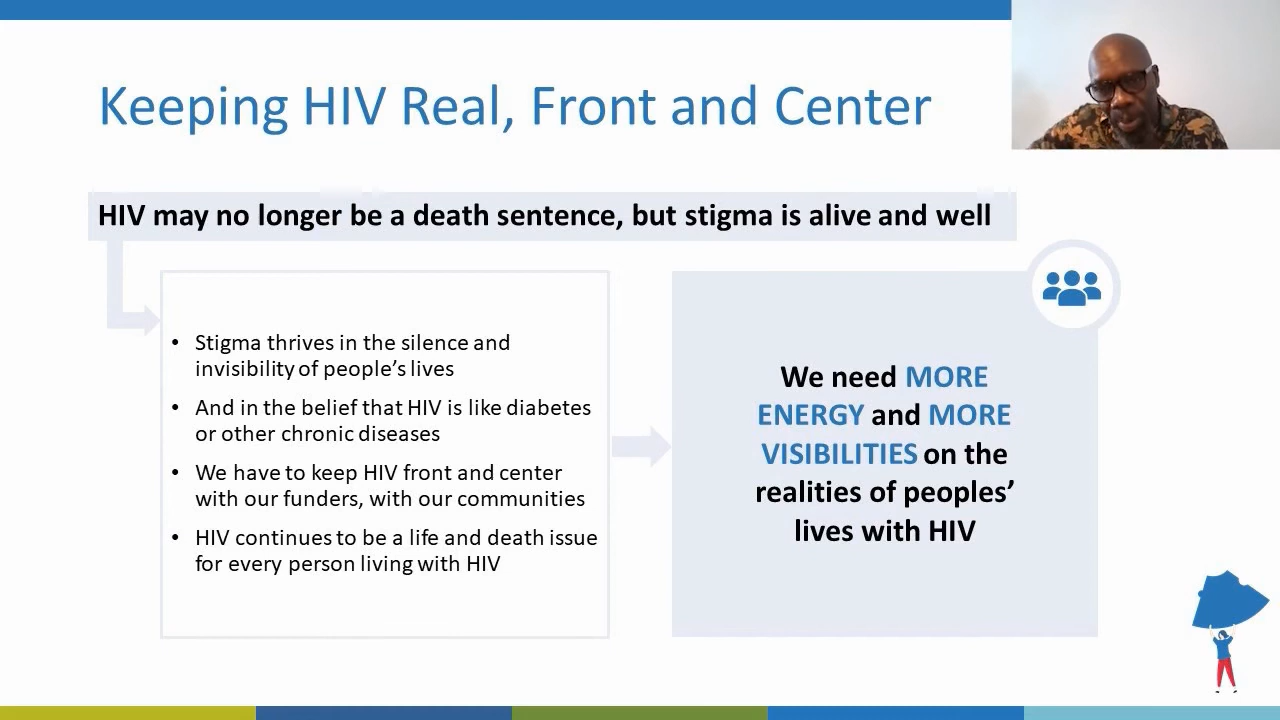 Keeping HIV Real, Front and Center
HIV may no longer be a death sentence, but stigma is alive and well
• Stigma thrives in the silence and
invisibility of people’s lives
• And in the belief that HIV is like diabetes
or other chronic diseases
• We have to keep HIV front and center
with our funders, with our communities
• HIV continues to be a life and death issue
for every person living with HIV
We need MORE
ENERGY and MORE
VISIBILITIES on the
realities of peoples’
lives with HIV